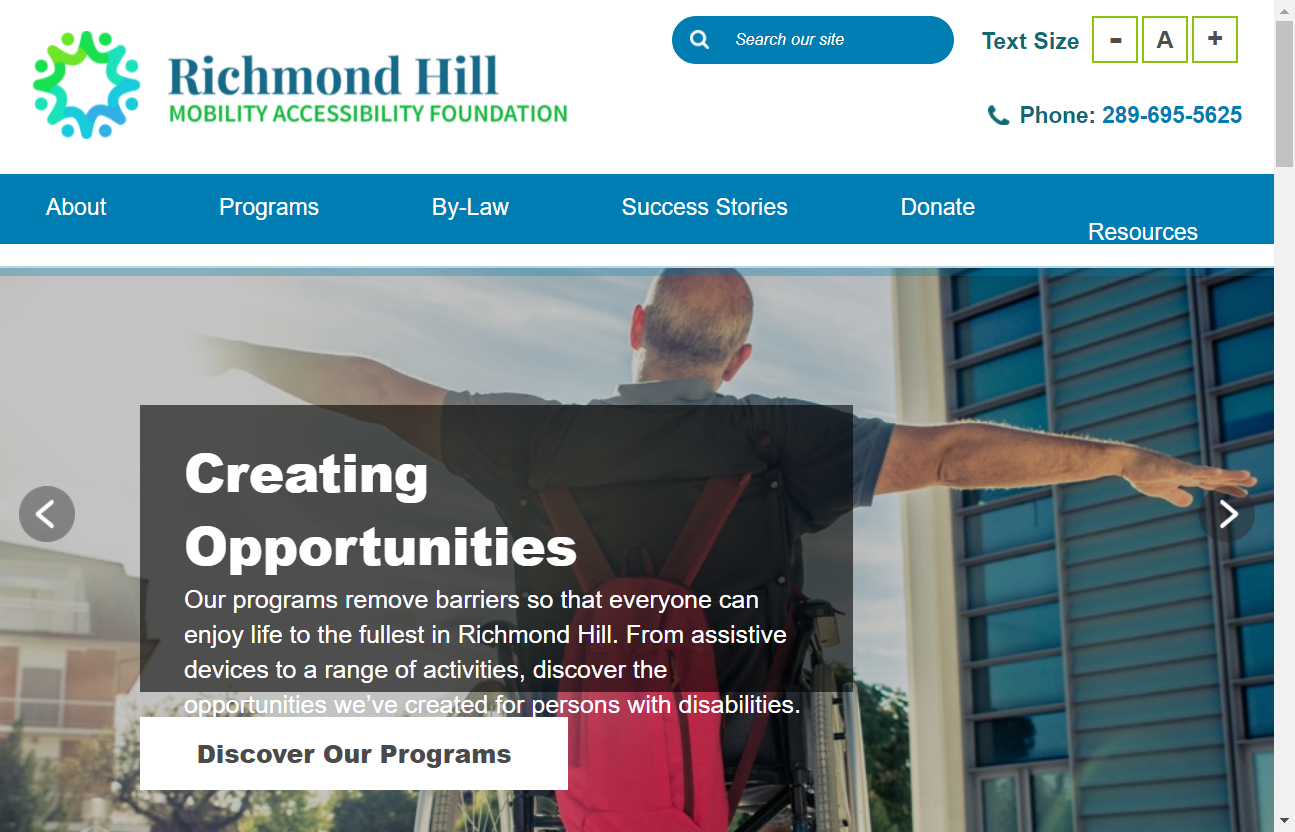 Richmond Hill
MOBILITY ACCESSIBILITY FOUNDATION
Search our site
Text Size - A +
Phone: 289-695-5625
About Programs By-Law Success Stories Donate Resources
Creating
Opportunities
Our programs remove barriers so that everyone can
enjoy life to the fullest in Richmond Hill. From assistive
devices to a range of activities, discover the
opportunities we’ve created for persons with disabilities.
Discover Our Programs